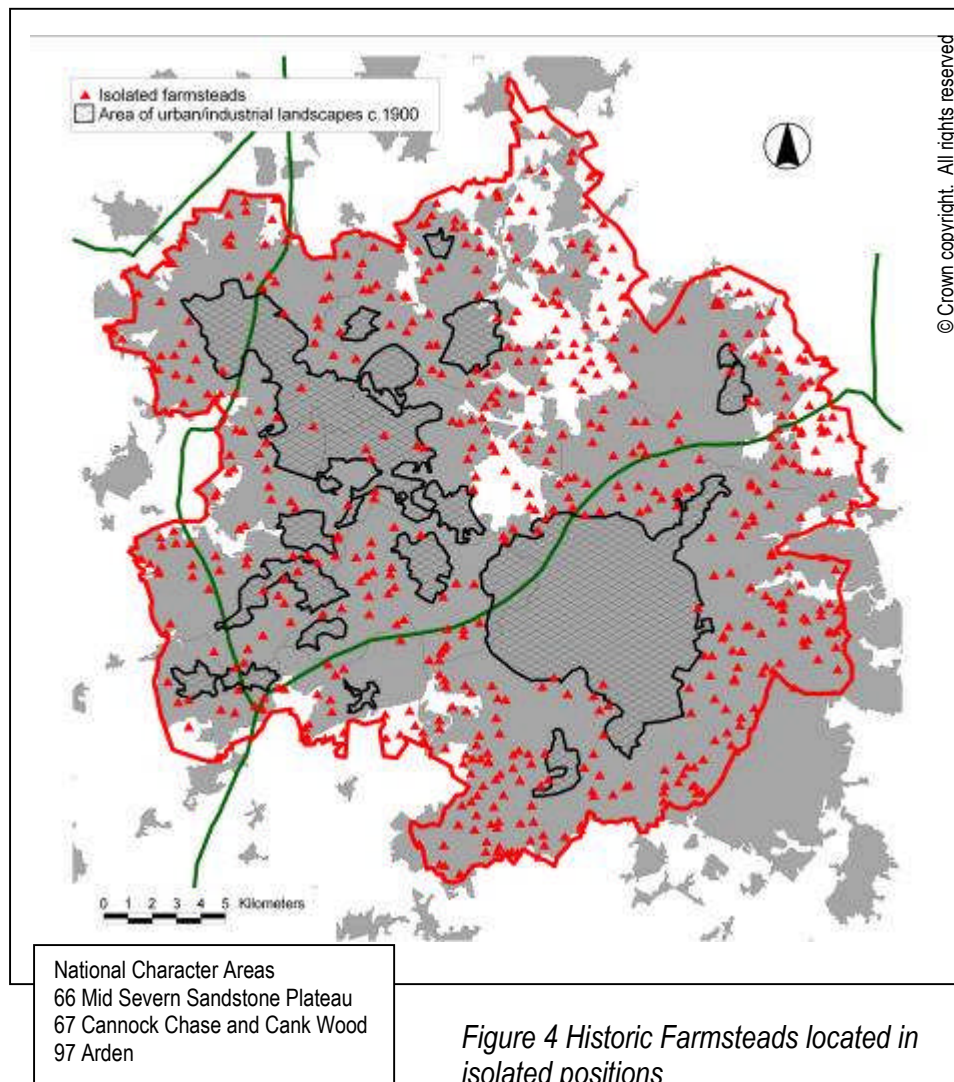 Isolated farmsteads
Area of urban/industrial landscapes c.1900
© Crown copyright. All rights reserved
0 1 2 3 4 5 Kilometers
National Character Areas
66 Mid Severn Sandstone Plateau
67 Cannock Chase and Cank Wood
97 Arden
Figure 4 Historic Farmsteads located in
isolated positions